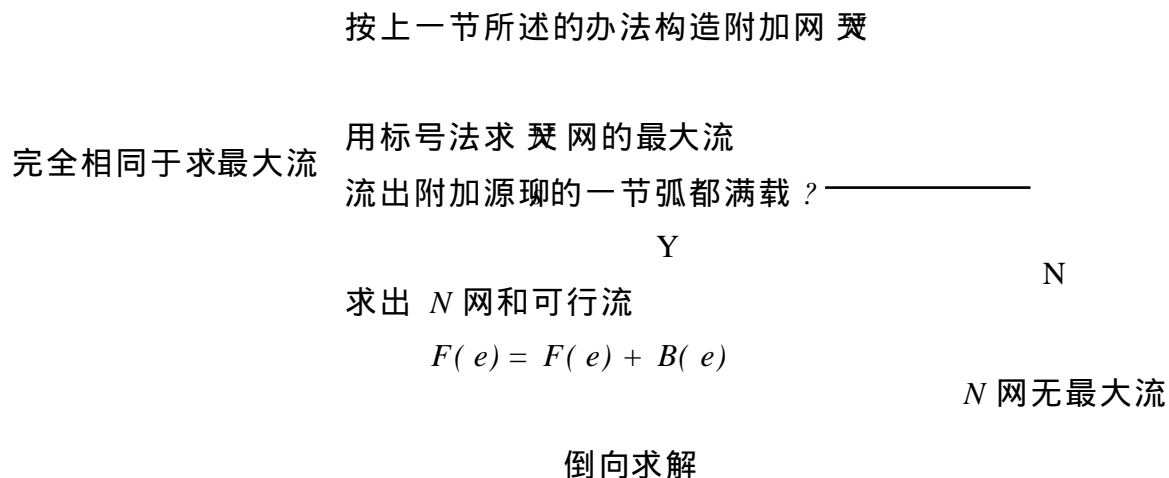 按上一节所述的办法构造附加网
完全相同于求最大流
用标号法求 网的最大流
流出附加源 的一节弧都满载 ?
Y
N
求出 N 网和可行流
F( e) = F( e) + B( e)
N 网无最大流
倒向求解